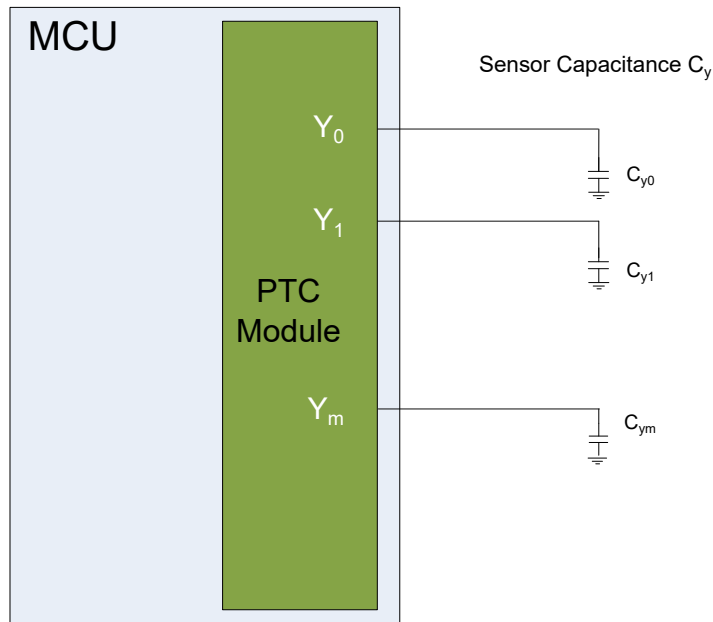 MCU
Sensor Capacitance Cy
Y0
Cy0
Y1
Cy1
PTC
Module
Ym
Cym